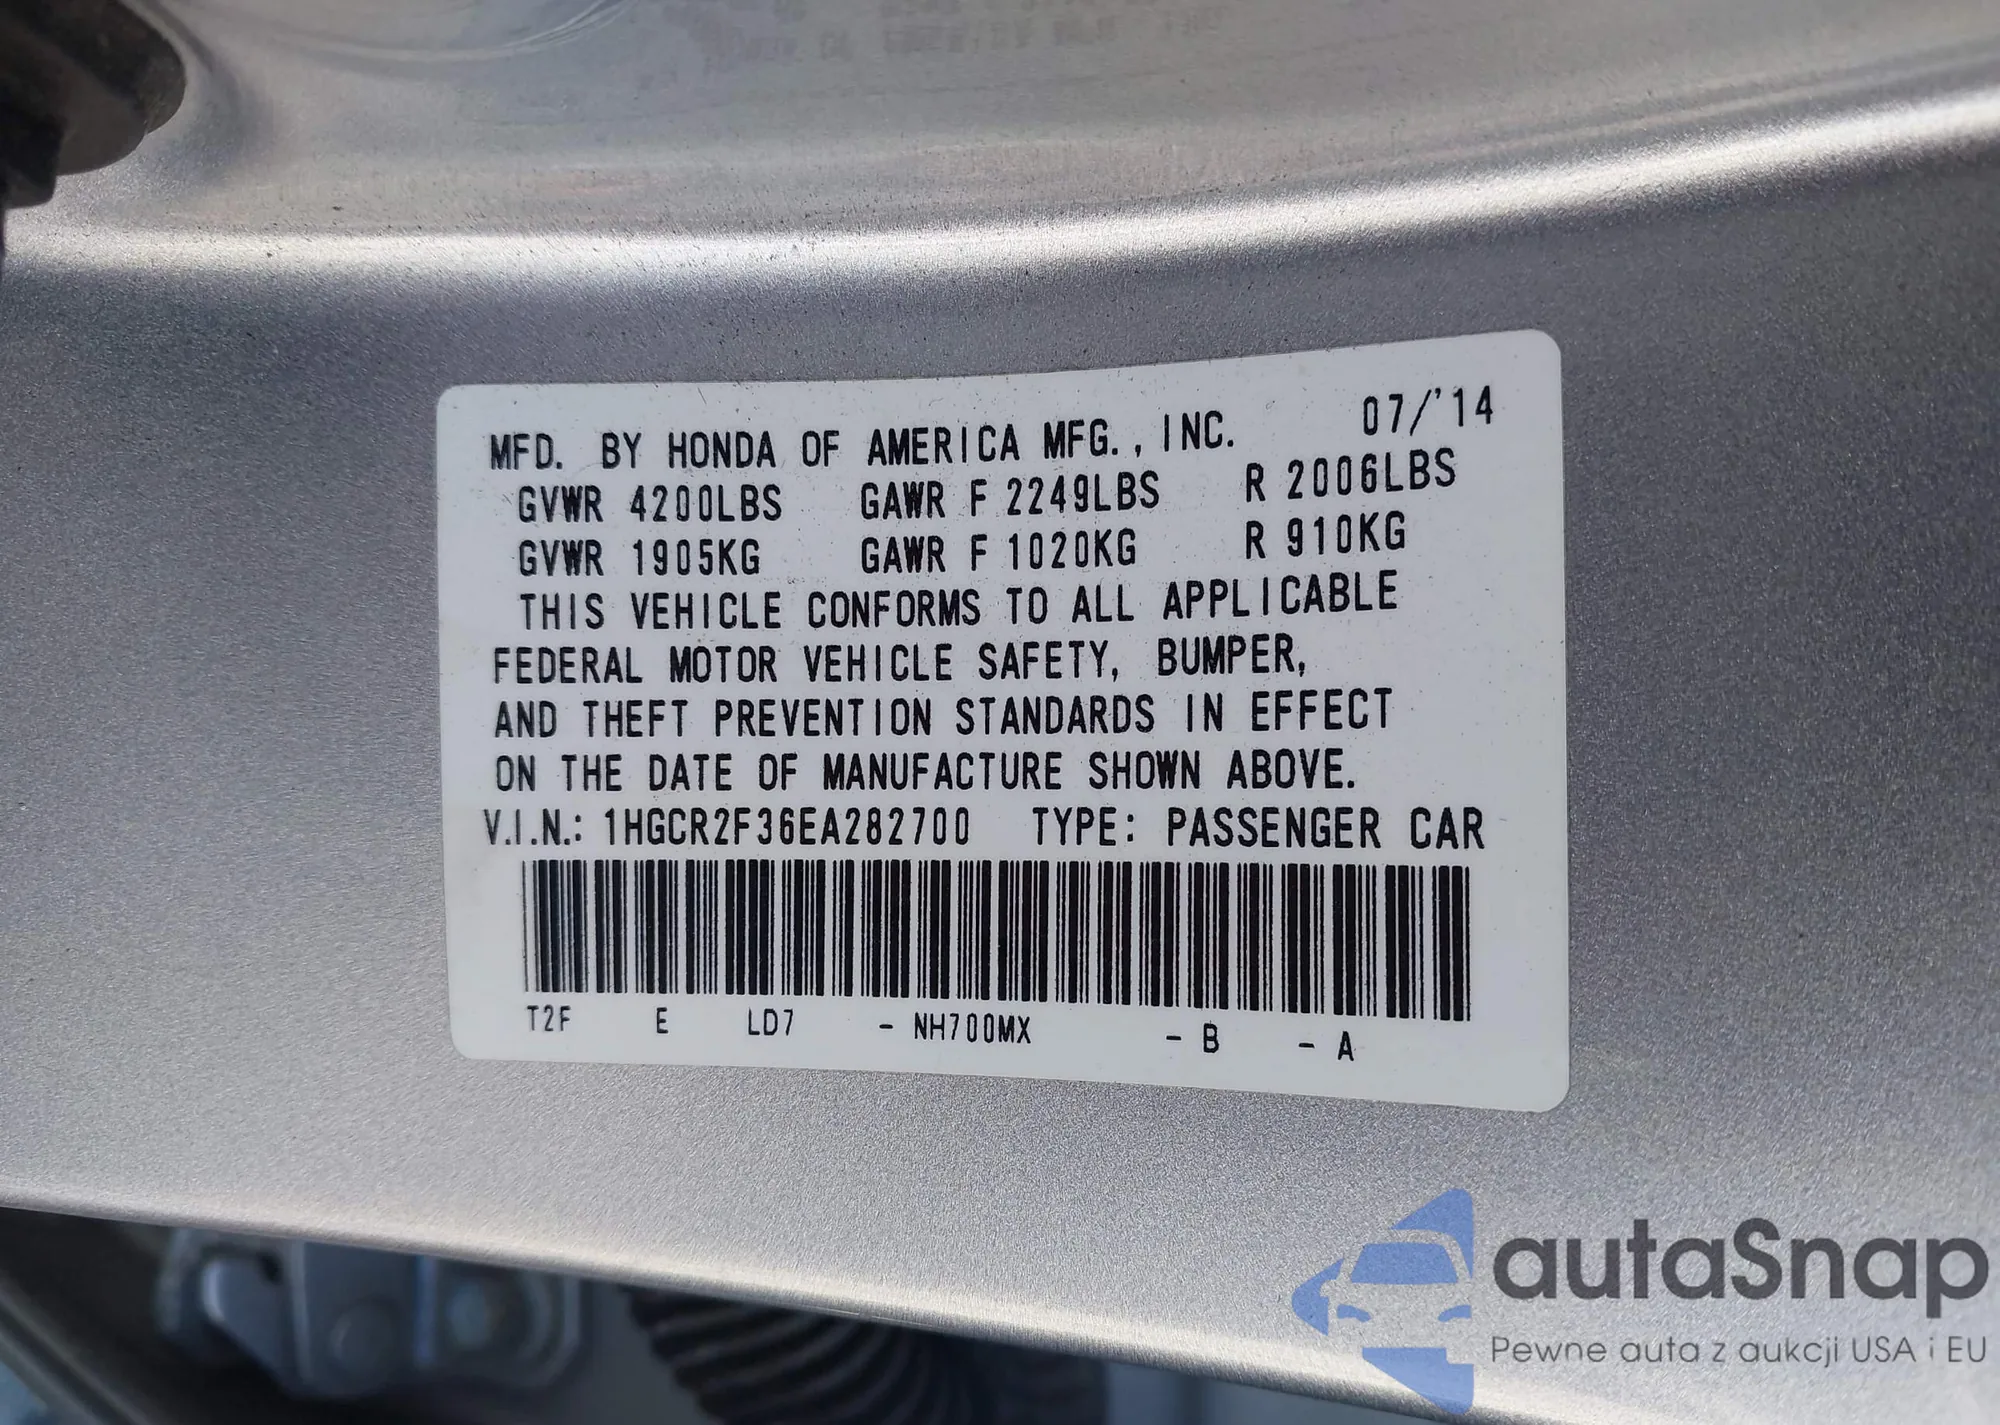 MFD. BY HONDA OF AMERICA MFG., INC. 07/'14
GVWR 4200LBS GAWR F 2249LBS R 2006LBS
GVWR 1905KG GAWR F 1020KG R 910KG
THIS VEHICLE CONFORMS TO ALL APPLICABLE
FEDERAL MOTOR VEHICLE SAFETY, BUMPER,
AND THEFT PREVENTION STANDARDS IN EFFECT
ON THE DATE OF MANUFACTURE SHOWN ABOVE.
V.I.N.: 1HGCR2F36EA282700 TYPE: PASSENGER CAR
T2F E LD7 - NH700MX - B - A
autaSnap
Pewne auta z aukcji USA i EU